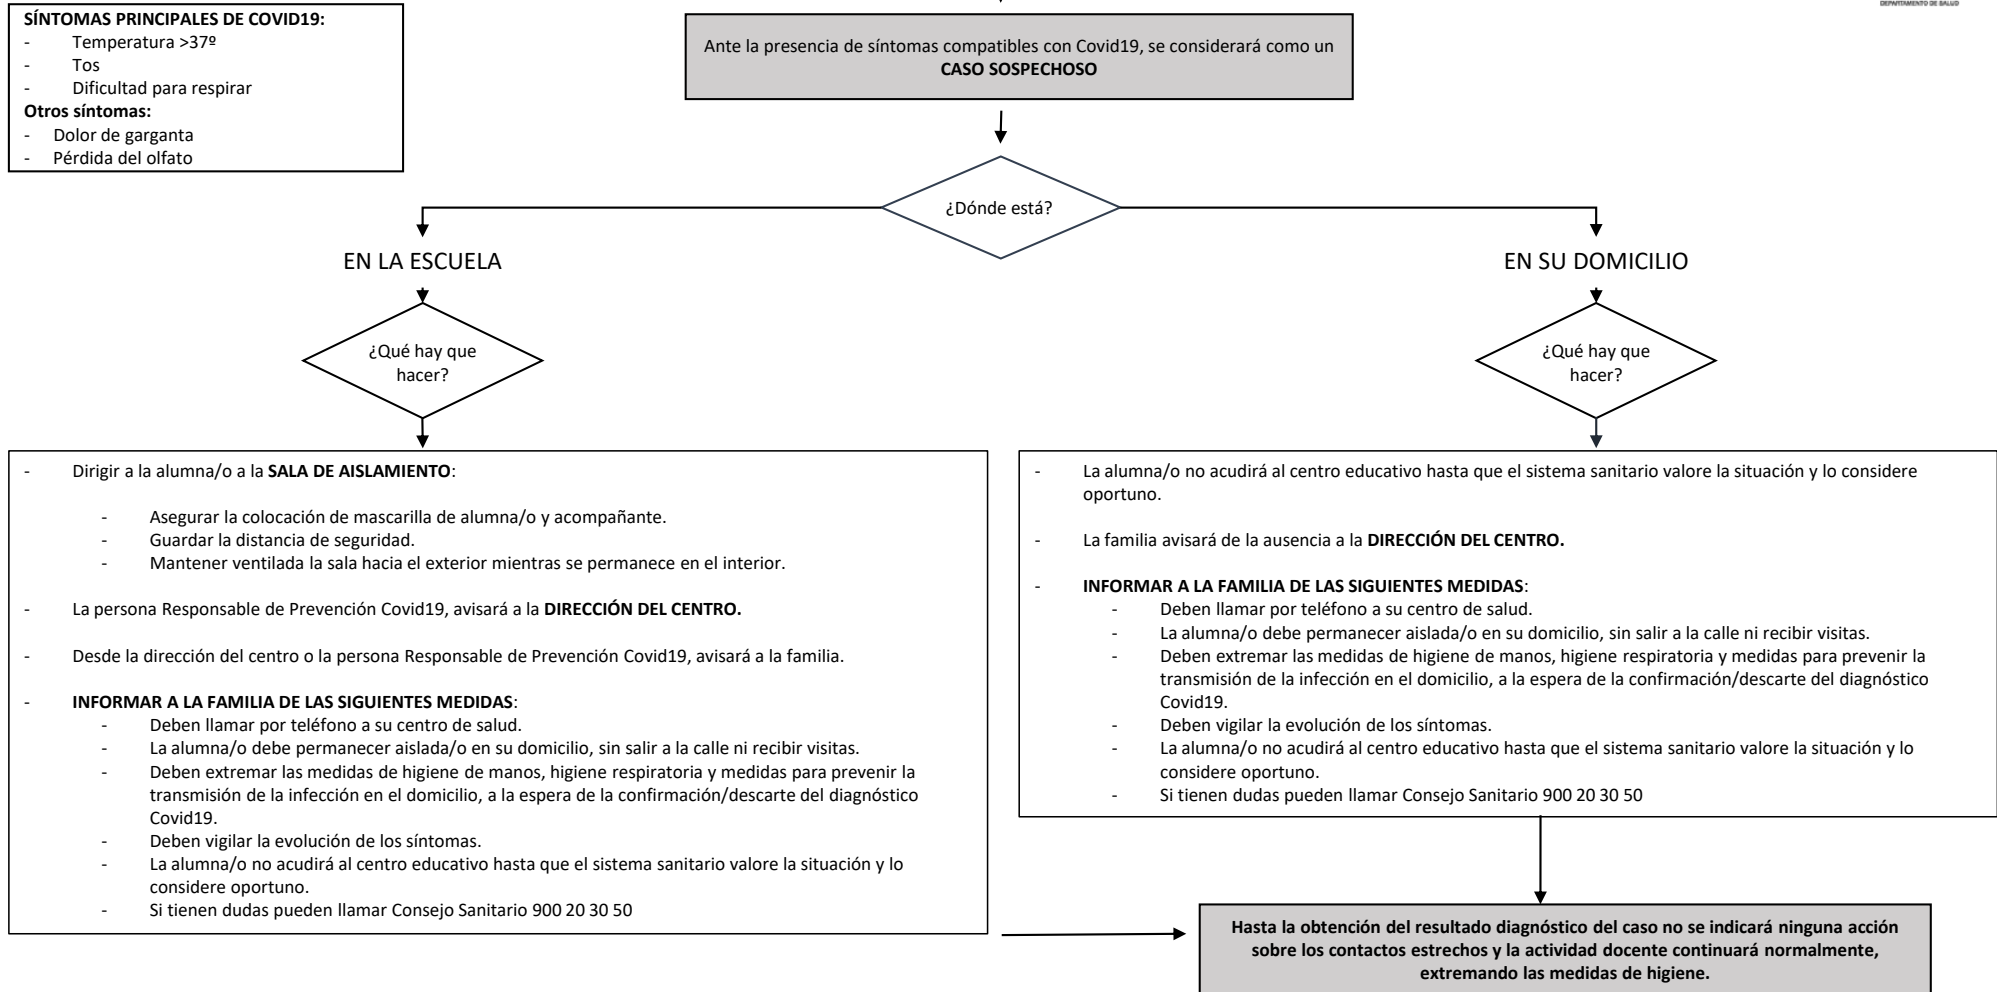 DEPARTAMENTO DE SALUD
SÍNTOMAS PRINCIPALES DE COVID19:
- Temperatura >37º
- Tos
- Dificultad para respirar
Otros síntomas:
- Dolor de garganta
- Pérdida del olfato
Ante la presencia de síntomas compatibles con Covid19, se considerará como un
CASO SOSPECHOSO
¿Dónde está?
EN LA ESCUELA
¿Qué hay que
hacer?
- Dirigir a la alumna/o a la SALA DE AISLAMIENTO:
- Asegurar la colocación de mascarilla de alumna/o y acompañante.
- Guardar la distancia de seguridad.
- Mantener ventilada la sala hacia el exterior mientras se permanece en el interior.
- La persona Responsable de Prevención Covid19, avisará a la DIRECCIÓN DEL CENTRO.
- Desde la dirección del centro o la persona Responsable de Prevención Covid19, avisará a la familia.
- INFORMAR A LA FAMILIA DE LAS SIGUIENTES MEDIDAS:
- Deben llamar por teléfono a su centro de salud.
- La alumna/o debe permanecer aislada/o en su domicilio, sin salir a la calle ni recibir visitas.
- Deben extremar las medidas de higiene de manos, higiene respiratoria y medidas para prevenir la
transmisión de la infección en el domicilio, a la espera de la confirmación/descarte del diagnóstico
Covid19.
- Deben vigilar la evolución de los síntomas.
- La alumna/o no acudirá al centro educativo hasta que el sistema sanitario valore la situación y lo
considere oportuno.
- Si tienen dudas pueden llamar Consejo Sanitario 900 20 30 50
EN SU DOMICILIO
¿Qué hay que
hacer?
- La alumna/o no acudirá al centro educativo hasta que el sistema sanitario valore la situación y lo considere
oportuno.
- La familia avisará de la ausencia a la DIRECCIÓN DEL CENTRO.
- INFORMAR A LA FAMILIA DE LAS SIGUIENTES MEDIDAS:
- Deben llamar por teléfono a su centro de salud.
- La alumna/o debe permanecer aislada/o en su domicilio, sin salir a la calle ni recibir visitas.
- Deben extremar las medidas de higiene de manos, higiene respiratoria y medidas para prevenir la
transmisión de la infección en el domicilio, a la espera de la confirmación/descarte del diagnóstico
Covid19.
- Deben vigilar la evolución de los síntomas.
- La alumna/o no acudirá al centro educativo hasta que el sistema sanitario valore la situación y lo
considere oportuno.
- Si tienen dudas pueden llamar Consejo Sanitario 900 20 30 50
Hasta la obtención del resultado diagnóstico del caso no se indicará ninguna acción
sobre los contactos estrechos y la actividad docente continuará normalmente,
extremando las medidas de higiene.